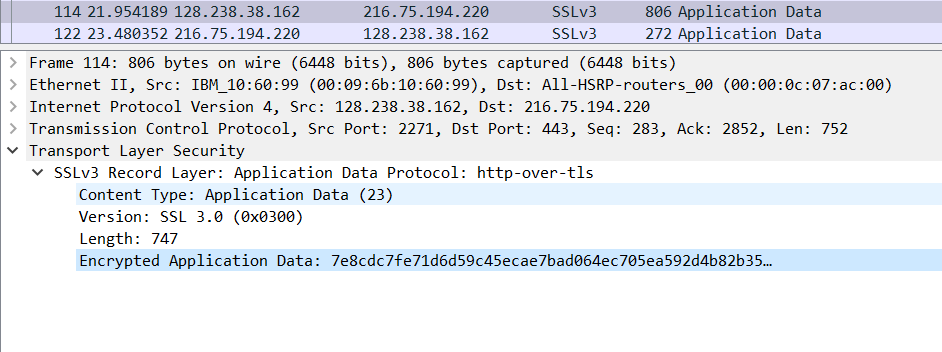 114 21.954189 128.238.38.162 216.75.194.220 SSLv3 806 Application Data
122 23.480352 216.75.194.220 128.238.38.162 SSLv3 272 Application Data
Frame 114: 806 bytes on wire (6448 bits), 806 bytes captured (6448 bits)
Ethernet II, Src: IBM_10:60:99 (00:09:6b:10:60:99), Dst: All-HSRP-routers_00 (00:00:0c:07:ac:00)
Internet Protocol Version 4, Src: 128.238.38.162, Dst: 216.75.194.220
Transmission Control Protocol, Src Port: 2271, Dst Port: 443, Seq: 283, Ack: 2852, Len: 752
Transport Layer Security
SSLv3 Record Layer: Application Data Protocol: http-over-tls
Content Type: Application Data (23)
Version: SSL 3.0 (0x0300)
Length: 747
Encrypted Application Data: 7e8cdc7fe71d6d59c45ecae7bad064ec705ea592d4b82b35…